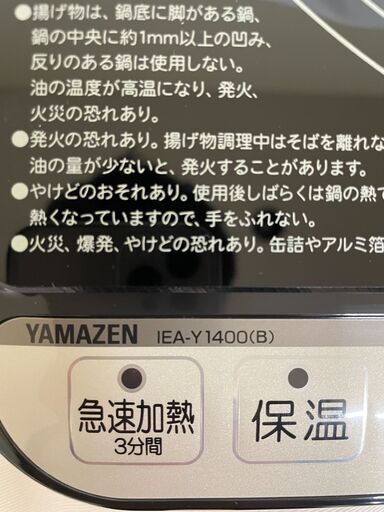 ●揚げ物は、鍋底に脚がある鍋、
鍋の中央に約1mm以上の凹み、
反りのある鍋は使用しない。
油の温度が高温になり、発火、
火災の恐れあり。
●発火の恐れあり。揚げ物調理中はそばを離れな
油の量が少ないと、発火することがあります。
●やけどのおそれあり。使用後しばらくは鍋の熱で
熱くなっていますので、手をふれない。
●火災、爆発、やけどの恐れあり。缶詰やアルミ箔
YAMAZEN IEA-Y1400(B)
急速加熱
3分間
保温